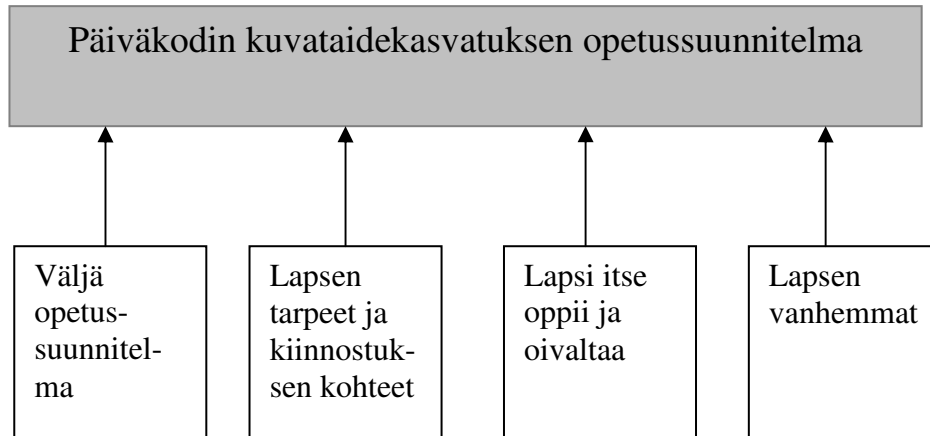 Päiväkodin kuvataidekasvatuksen opetussuunnitelma
Väljä
opetus-
suunnitel-
ma
Lapsen
tarpeet ja
kiinnostuk-
sen kohteet
Lapsi itse
oppii ja
oivaltaa
Lapsen
vanhemmat